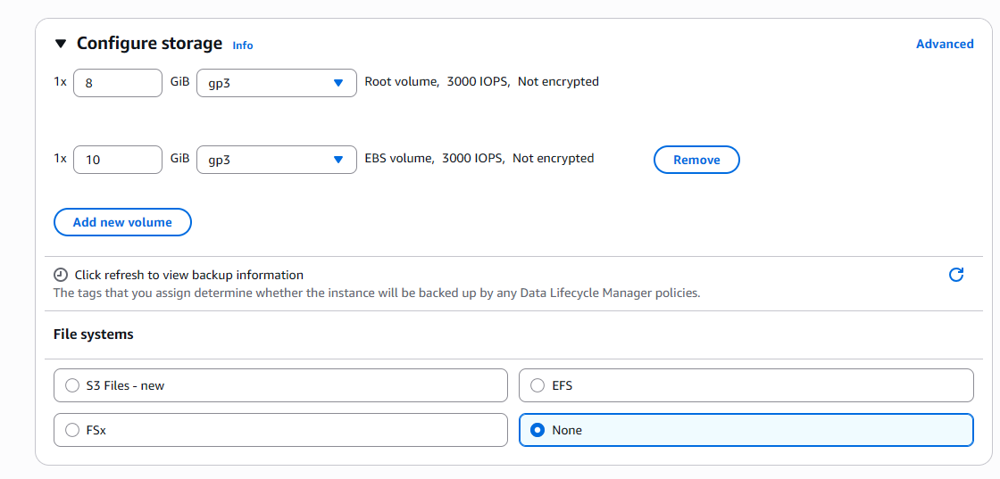 Configure storage Info Advanced
1x 8 GiB gp3 Root volume, 3000 IOPS, Not encrypted
1x 10 GiB gp3 EBS volume, 3000 IOPS, Not encrypted Remove
Add new volume
Click refresh to view backup information
The tags that you assign determine whether the instance will be backed up by any Data Lifecycle Manager policies.
File systems
S3 Files - new EFS
FSx None